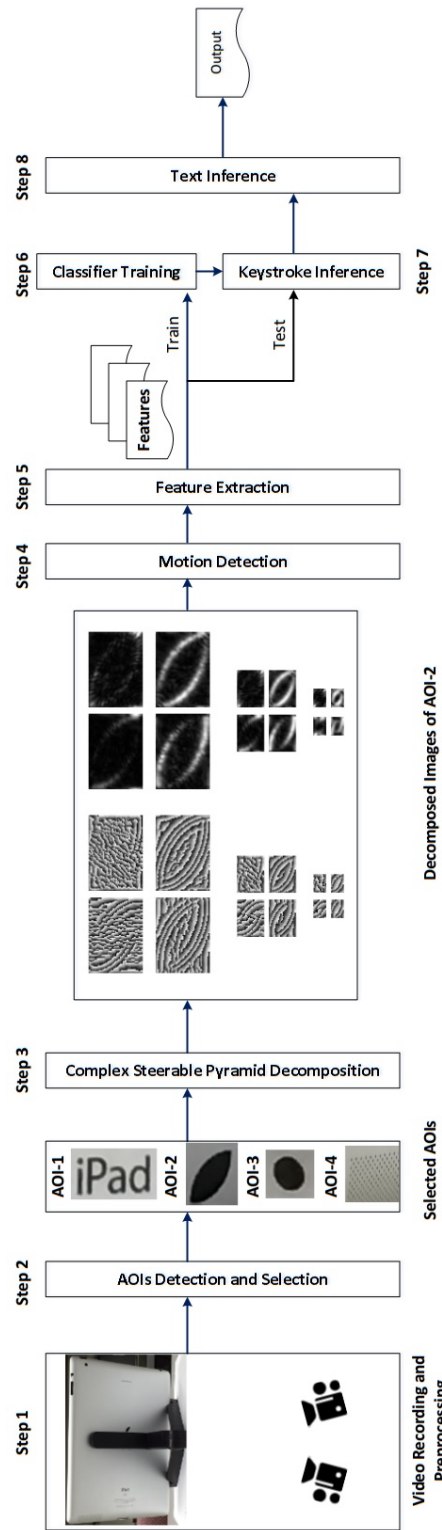 Step 1
Video Recording and
Preprocessing
Step 2
AOIs Detection and Selection
AOI-1
iPad
AOI-2
AOI-3
AOI-4
Selected AOIs
Step 3
Complex Steerable Pyramid Decomposition
Decomposed Images of AOI-2
Step 4
Motion Detection
Step 5
Feature Extraction
Features
Train
Test
Step 6
Classifier Training
Keystroke Inference
Step 7
Step 8
Text Inference
Output